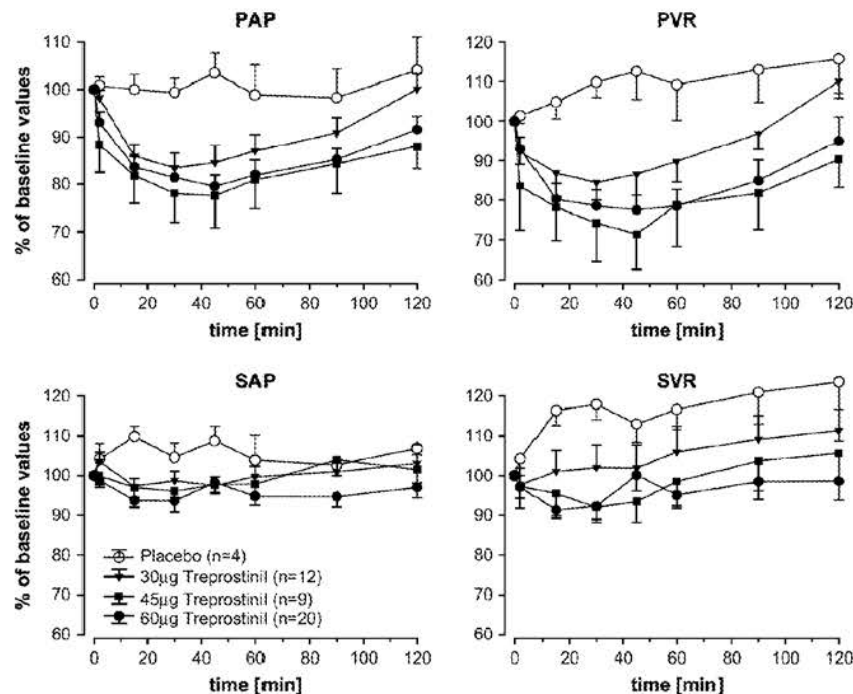 PAP
PVR
110
100
90
80
70
60
% of baseline values
0 20 40 60 80 100 120
time [min]
120
110
100
90
80
70
60
0 20 40 60 80 100 120
time [min]
SAP
SVR
120
110
100
90
80
70
60
% of baseline values
Placebo (n=4)
30μg Treprostinil (n=12)
45μg Treprostinil (n=9)
60μg Treprostinil (n=20)
0 20 40 60 80 100 120
time [min]
120
110
100
90
80
70
60
0 20 40 60 80 100 120
time [min]